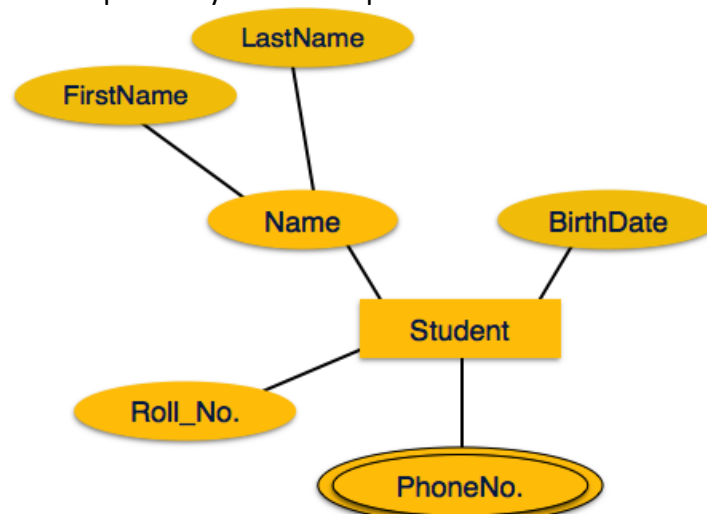 LastName
FirstName
Name
BirthDate
Student
Roll_No.
PhoneNo.